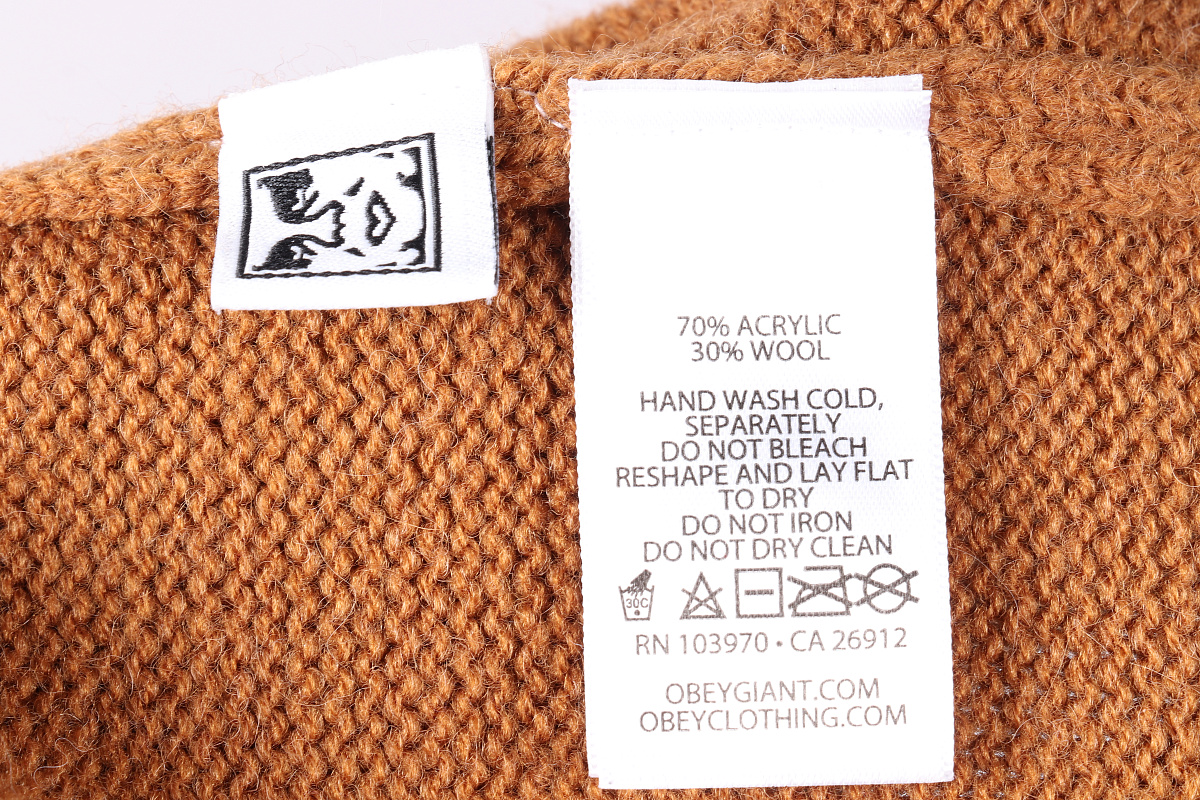 70% ACRYLIC
30% WOOL
HAND WASH COLD,
SEPARATELY
DO NOT BLEACH
RESHAPE AND LAY FLAT
TO DRY
DO NOT IRON
DO NOT DRY CLEAN
30C
RN 103970 • CA 26912
OBEYGIANT.COM
OBEYCLOTHING.COM